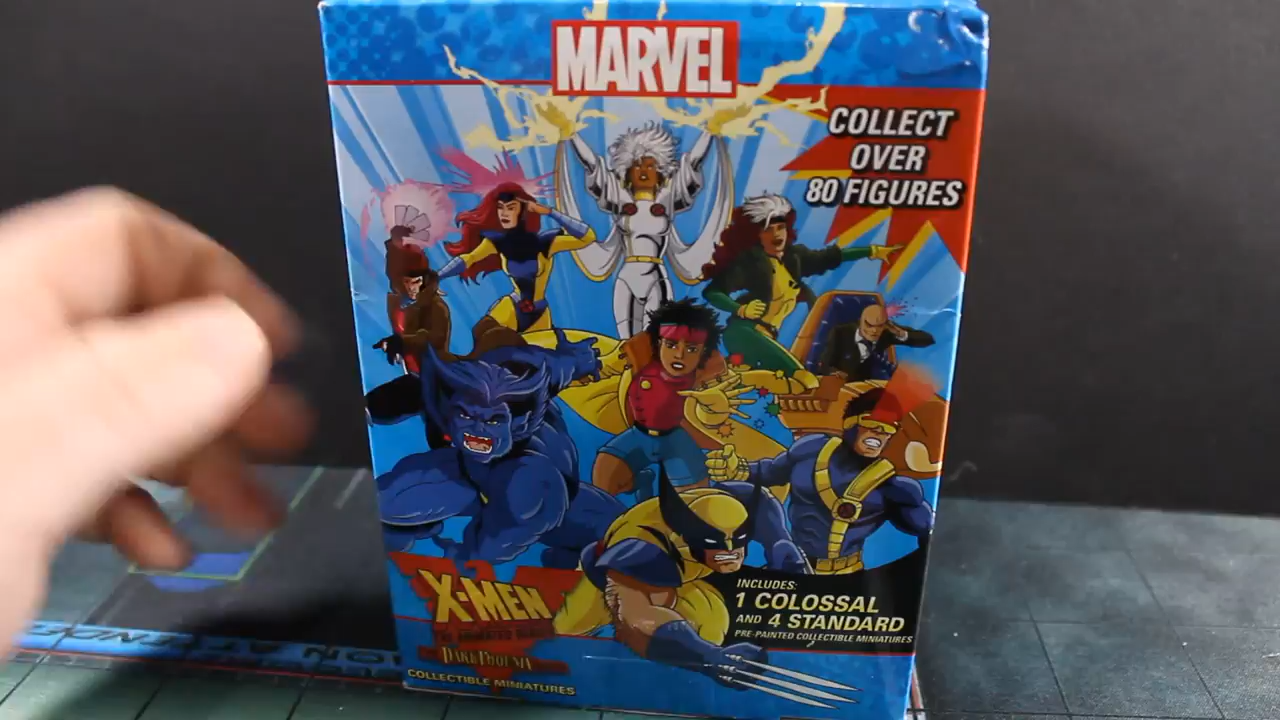 MARVEL
COLLECT
OVER
80 FIGURES
X-MEN
THE ANIMATED SERIES
DARK PHOENIX
COLLECTIBLE MINIATURES
INCLUDES:
1 COLOSSAL
AND 4 STANDARD
PRE-PAINTED COLLECTIBLE MINIATURES